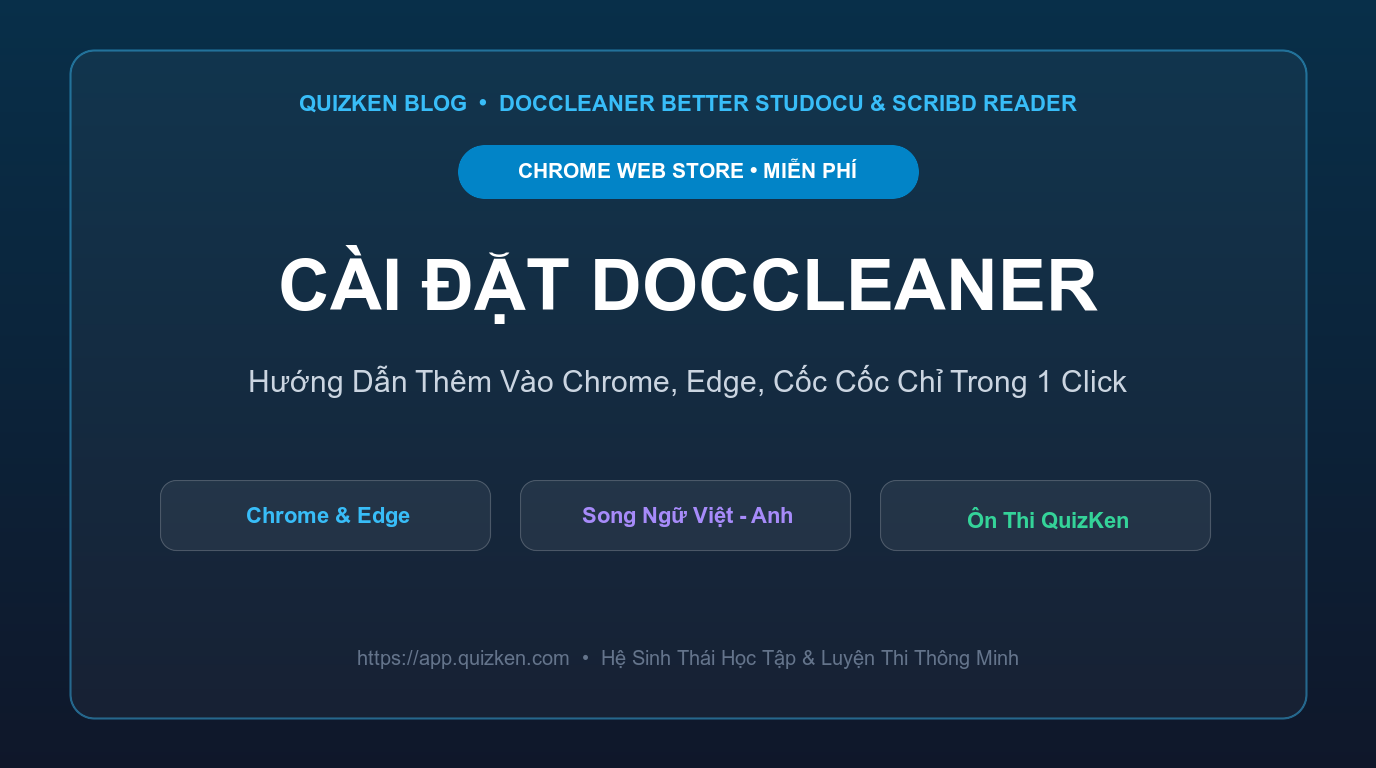 QUIZKEN BLOG • DOCCLEANER BETTER STUDOCU & SCRIBD READER
CHROME WEB STORE • MIỄN PHÍ
CÀI ĐẶT DOCCLEANER
Hướng Dẫn Thêm Vào Chrome, Edge, Cốc Cốc Chỉ Trong 1 Click
Chrome & Edge
Song Ngữ Việt - Anh
Ôn Thi QuizKen
https://app.quizken.com • Hệ Sinh Thái Học Tập & Luyện Thi Thông Minh